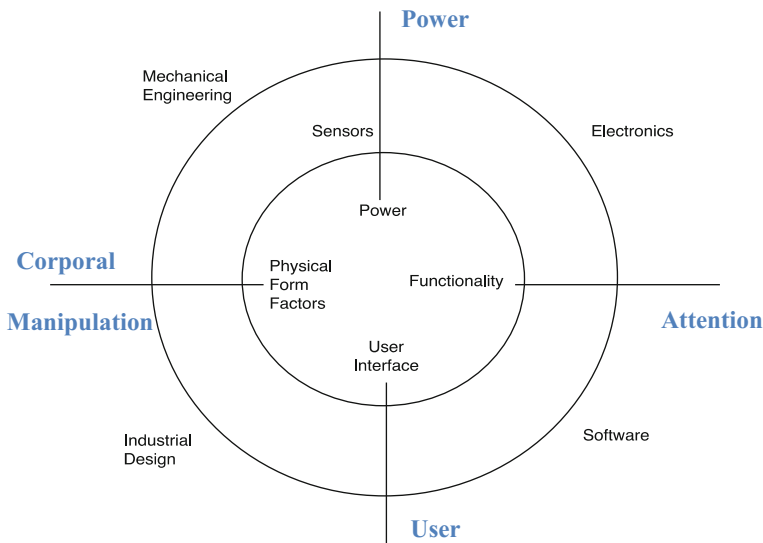 Power
Mechanical
Engineering
Sensors
Electronics
Power
Corporal
Manipulation
Physical
Form
Factors
Functionality
Attention
User
Interface
Industrial
Design
Software
User